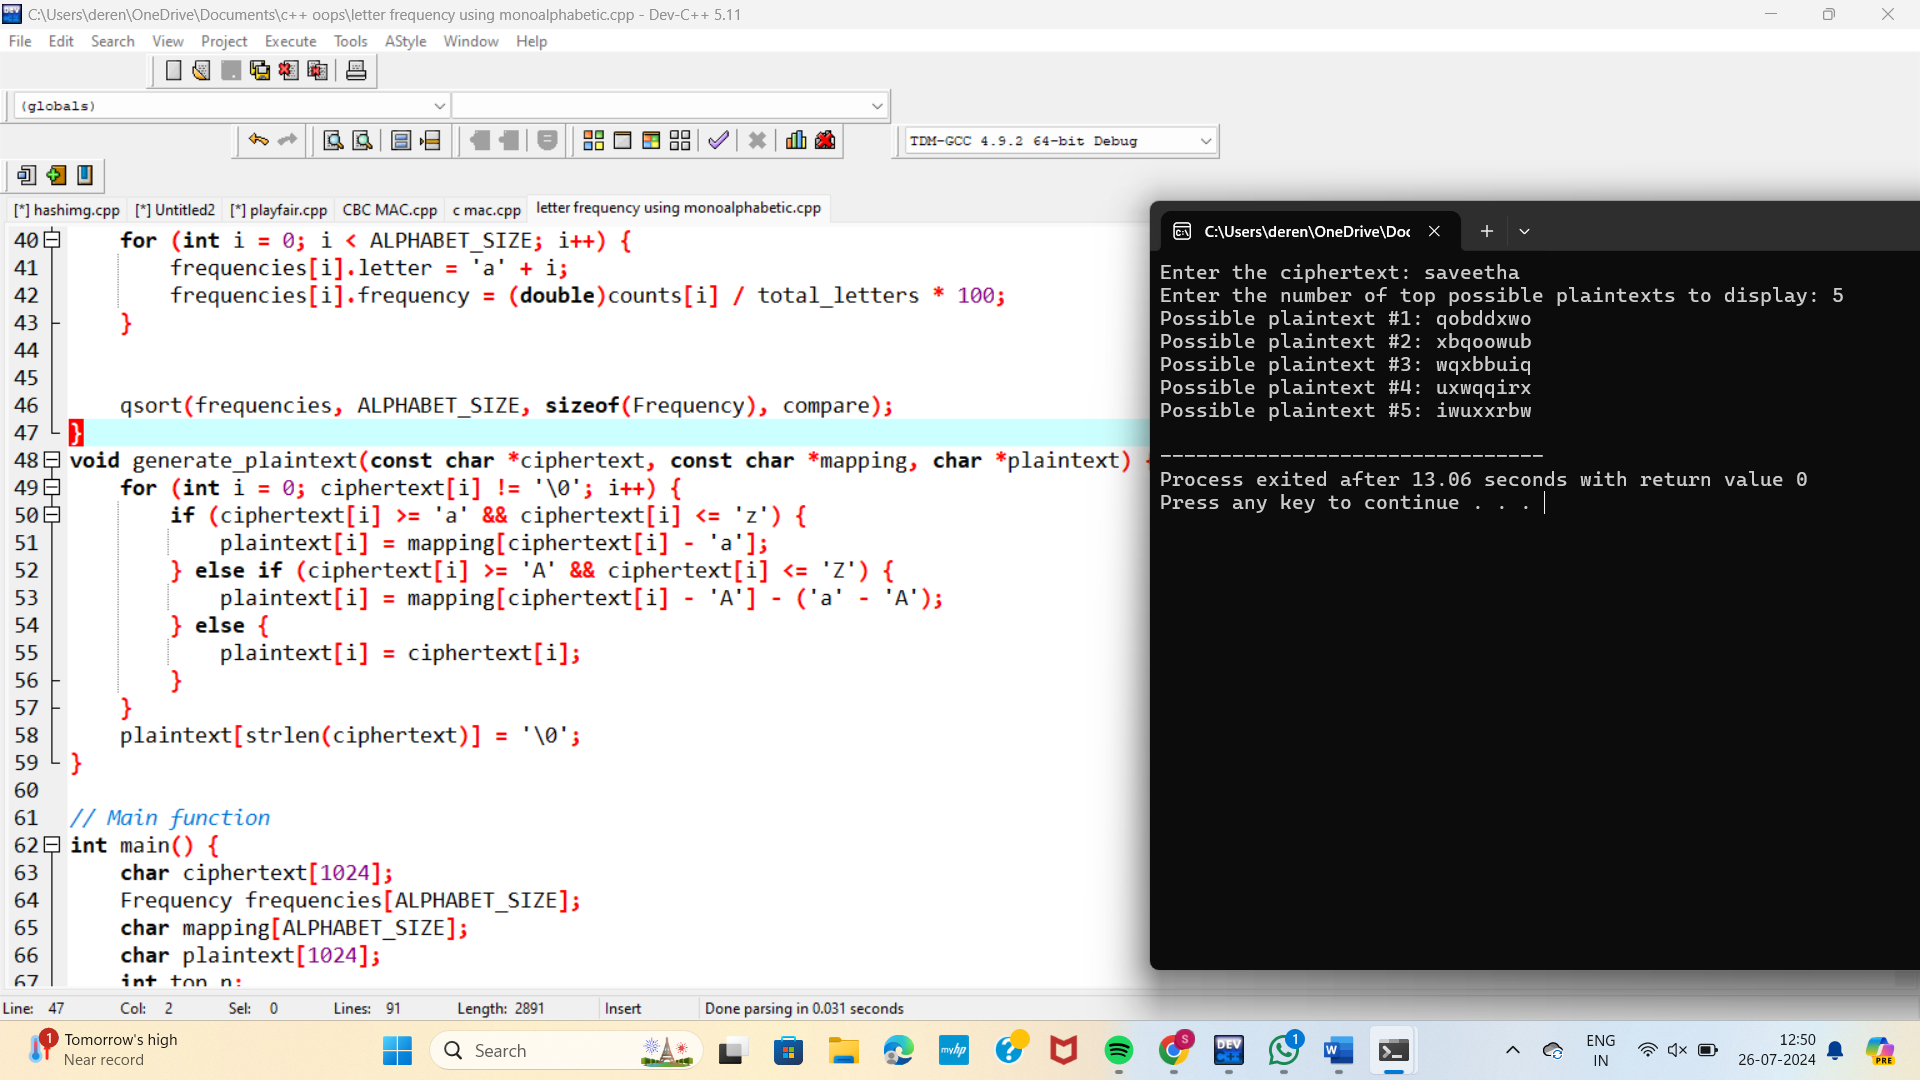 C:\Users\deren\OneDrive\Documents\c++ oops\letter frequency using monoalphabetic.cpp - Dev-C++ 5.11
File Edit Search View Project Execute Tools AStyle Window Help
(globals)
TDM-GCC 4.9.2 64-bit Debug
[*] hashimg.cpp [*] Untitled2 [*] playfair.cpp CBC MAC.cpp c mac.cpp letter frequency using monoalphabetic.cpp
40 for (int i = 0; i < ALPHABET_SIZE; i++) {
41 frequencies[i].letter = 'a' + i;
42 frequencies[i].frequency = (double)counts[i] / total_letters * 100;
43 }
44
45
46 qsort(frequencies, ALPHABET_SIZE, sizeof(Frequency), compare);
47 }
48 void generate_plaintext(const char *ciphertext, const char *mapping, char *plaintext) {
49 for (int i = 0; ciphertext[i] != '\0'; i++) {
50 if (ciphertext[i] >= 'a' && ciphertext[i] <= 'z') {
51 plaintext[i] = mapping[ciphertext[i] - 'a'];
52 } else if (ciphertext[i] >= 'A' && ciphertext[i] <= 'Z') {
53 plaintext[i] = mapping[ciphertext[i] - 'A'] - ('a' - 'A');
54 } else {
55 plaintext[i] = ciphertext[i];
56 }
57 }
58 plaintext[strlen(ciphertext)] = '\0';
59 }
60
61 // Main function
62 int main() {
63 char ciphertext[1024];
64 Frequency frequencies[ALPHABET_SIZE];
65 char mapping[ALPHABET_SIZE];
66 char plaintext[1024];
67 int top_n;
C:\Users\deren\OneDrive\Doc
Enter the ciphertext: saveetha
Enter the number of top possible plaintexts to display: 5
Possible plaintext #1: qobddxwo
Possible plaintext #2: xbqoowub
Possible plaintext #3: wqxbbuiq
Possible plaintext #4: uxwqqirx
Possible plaintext #5: iwuxxrbw
--------------------------------
Process exited after 13.06 seconds with return value 0
Press any key to continue . . .
Line: 47 Col: 2 Sel: 0 Lines: 91 Length: 2891 Insert Done parsing in 0.031 seconds
1 Tomorrow's high
Near record
Search
myhp
S
DEV C++
1
W
ENG
IN
12:50
26-07-2024
PRE